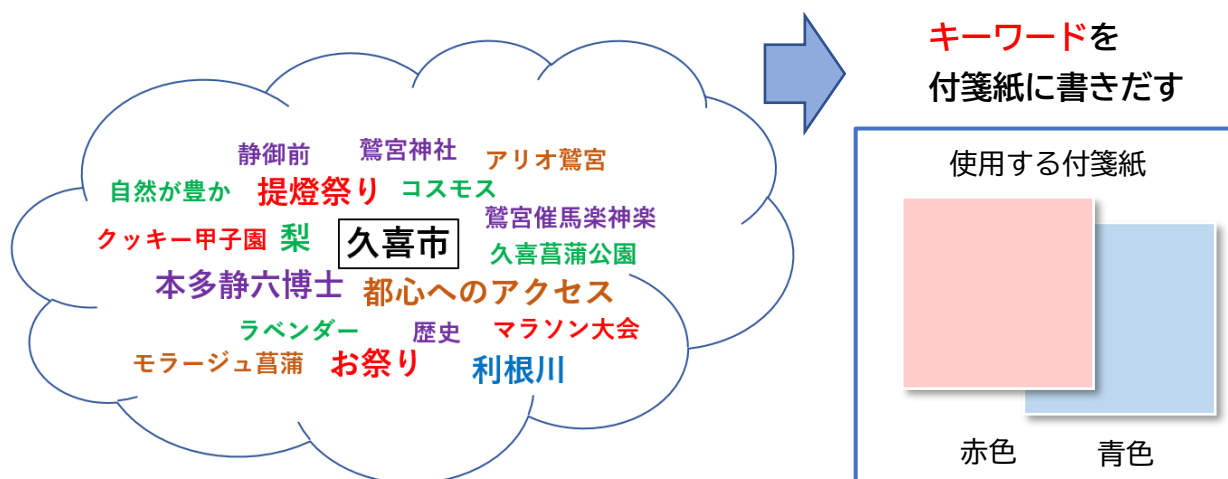 キーワードを
付箋紙に書きだす
静御前
鷲宮神社
アリオ鷲宮
自然が豊か
提燈祭り
コスモス
鷲宮催馬楽神楽
クッキー甲子園
梨
久喜市
久喜菖蒲公園
本多静六博士
都心へのアクセス
ラベンダー
歴史
マラソン大会
モラージュ菖蒲
お祭り
利根川
使用する付箋紙
赤色
青色